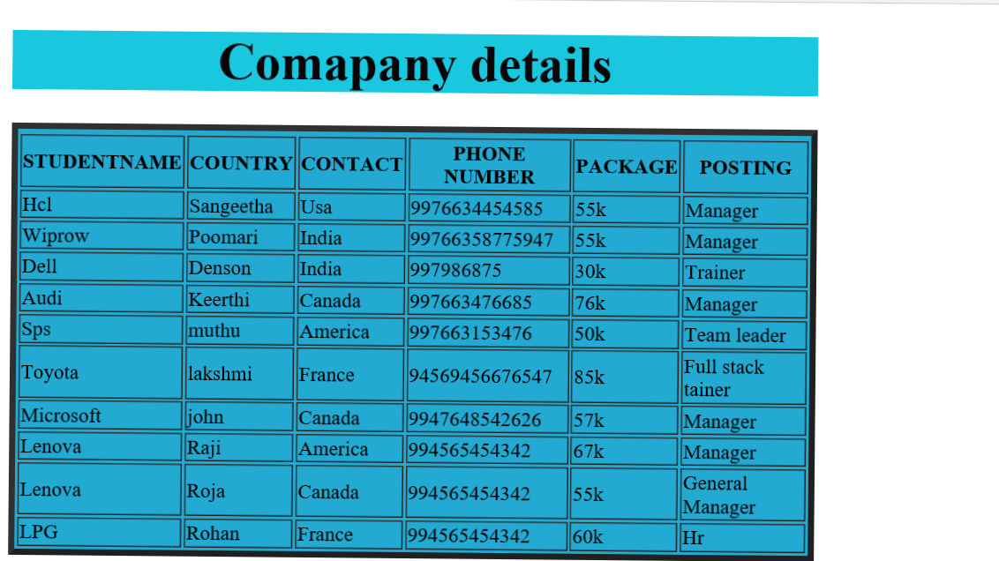 Comapany details
STUDENTNAME COUNTRY CONTACT PHONE NUMBER PACKAGE POSTING
Hcl Sangeetha Usa 9976634454585 55k Manager
Wiprow Poomari India 99766358775947 55k Manager
Dell Denson India 997986875 30k Trainer
Audi Keerthi Canada 997663476685 76k Manager
Sps muthu America 997663153476 50k Team leader
Toyota lakshmi France 94569456676547 85k Full stack tainer
Microsoft john Canada 9947648542626 57k Manager
Lenova Raji America 994565454342 67k Manager
Lenova Roja Canada 994565454342 55k General Manager
LPG Rohan France 994565454342 60k Hr